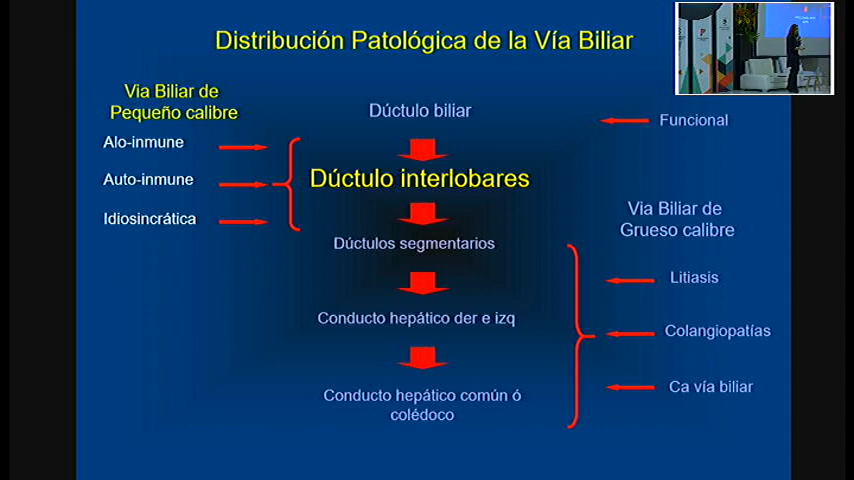 Distribución Patológica de la Vía Biliar
Via Biliar de
Pequeño calibre
Alo-inmune
Auto-inmune
Idiosincrática
Dúctulo biliar
Dúctulo interlobares
Dúctulos segmentarios
Conducto hepático der e izq
Conducto hepático común ó
colédoco
Funcional
Via Biliar de
Grueso calibre
Litiasis
Colangiopatías
Ca vía biliar